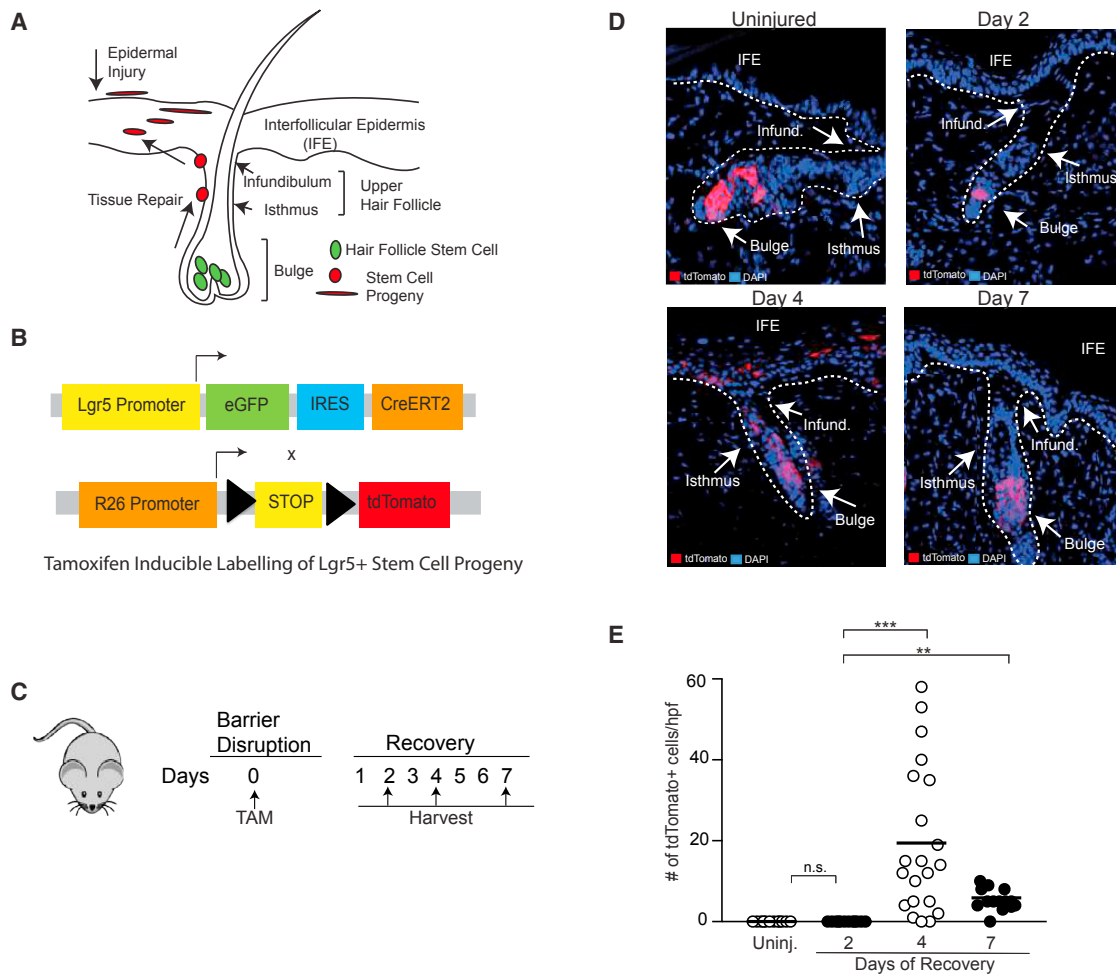 A
Epidermal
Injury
Interfollicular Epidermis
(IFE)
Infundibulum
Isthmus
Upper
Hair Follicle
Tissue Repair
Bulge
Hair Follicle Stem Cell
Stem Cell
Progeny
B
Lgr5 Promoter eGFP IRES CreERT2
x
R26 Promoter STOP tdTomato
Tamoxifen Inducible Labelling of Lgr5+ Stem Cell Progeny
C
Barrier
Disruption
Recovery
Days 0 1 2 3 4 5 6 7
TAM Harvest
D
Uninjured
IFE
Infund.
Bulge
Isthmus
tdTomato DAPI
Day 2
IFE
Infund.
Isthmus
Bulge
tdTomato DAPI
Day 4
IFE
Infund.
Isthmus
Bulge
tdTomato DAPI
Day 7
IFE
Infund.
Isthmus
Bulge
tdTomato DAPI
E
***
**
n.s.
# of tdTomato+ cells/hpf
60
40
20
0
Uninj. 2 4 7
Days of Recovery